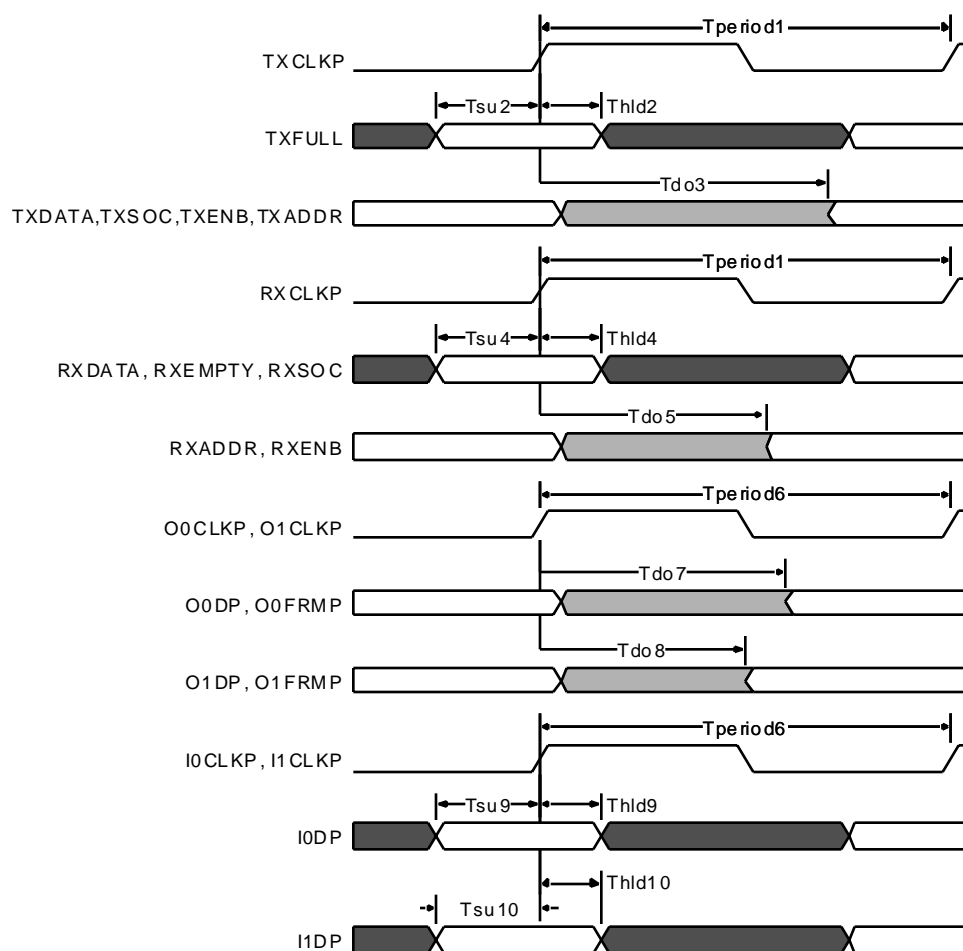 Tperiod1
TXCLKP
Tsu2 Thld2
TXFULL
Tdo3
TXDATA,TXSOC,TXENB,TXADDR
Tperiod1
RXCLKP
Tsu4 Thld4
RXDATA, RXEMPTY, RXSOC
Tdo5
RXADDR, RXENB
Tperiod6
O0CLKP, O1CLKP
Tdo7
O0DP, O0FRMP
Tdo8
O1DP, O1FRMP
Tperiod6
I0CLKP, I1CLKP
Tsu9 Thld9
I0DP
Thld10
Tsu10
I1DP